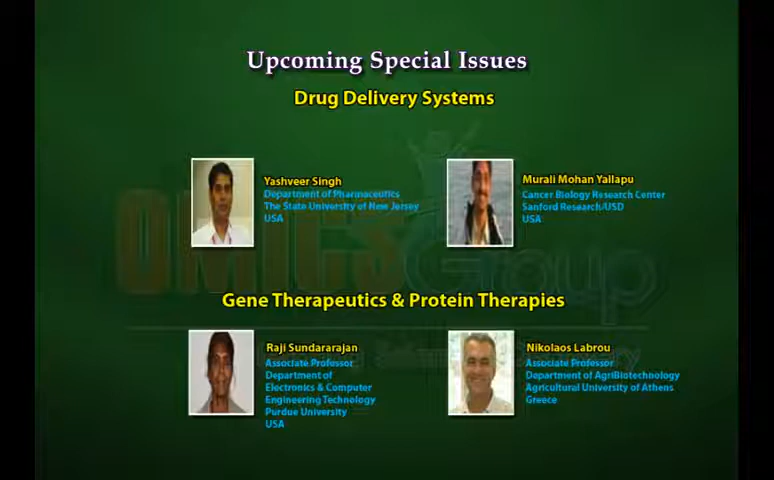 Upcoming Special Issues
Drug Delivery Systems
Yashveer Singh
Department of Pharmaceutics
The State University of New Jersey
USA
Murali Mohan Yallapu
Cancer Biology Research Center
Sanford Research/USD
USA
OMICS Group
Gene Therapeutics & Protein Therapies
Raji Sundararajan
Associate Professor
Department of
Electronics & Computer
Engineering Technology
Purdue University
USA
Nikolaos Labrou
Associate Professor
Department of AgriBiotechnology
Agricultural University of Athens
Greece